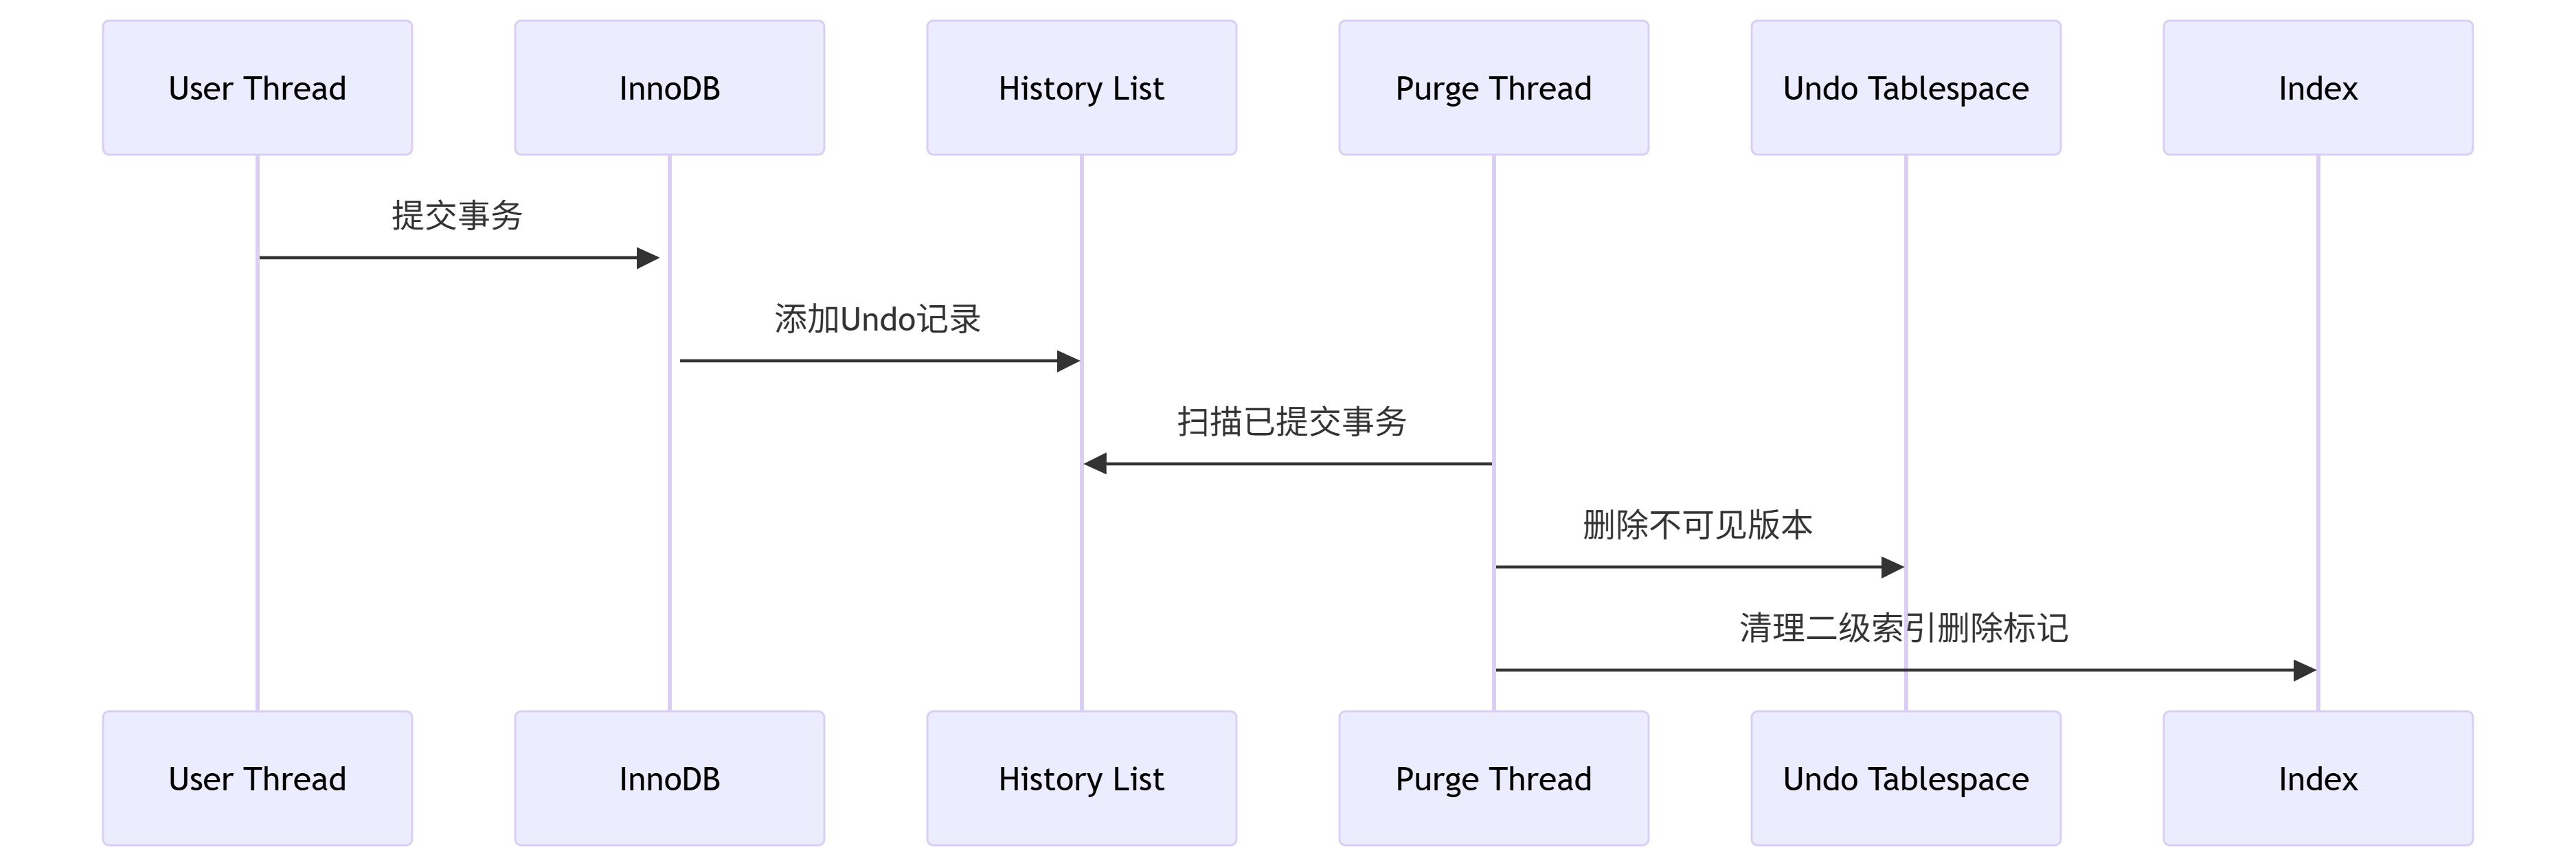 User Thread
InnoDB
History List
Purge Thread
Undo Tablespace
Index
提交事务
添加Undo记录
扫描已提交事务
删除不可见版本
清理二级索引删除标记
User Thread
InnoDB
History List
Purge Thread
Undo Tablespace
Index